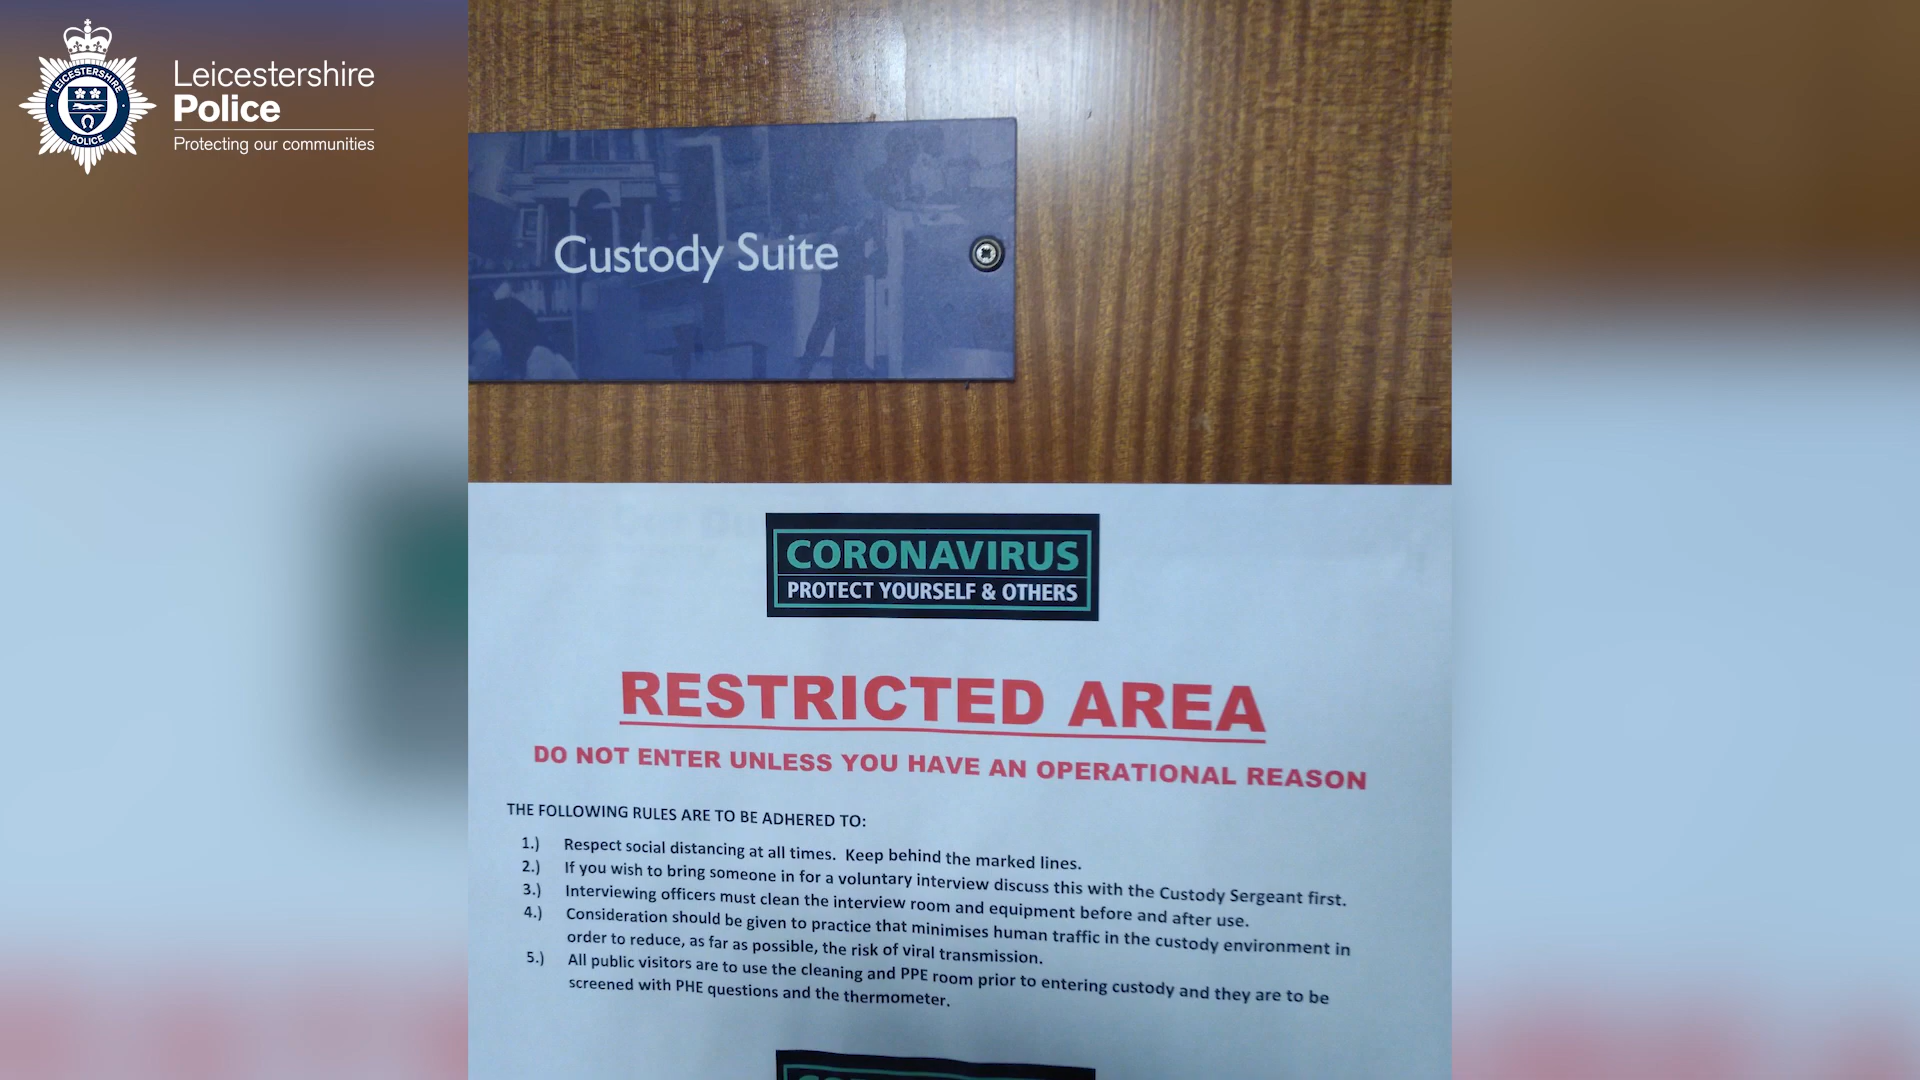 LEICESTERSHIRE
POLICE
Leicestershire
Police
Protecting our communities
Custody Suite
CORONAVIRUS
PROTECT YOURSELF & OTHERS
RESTRICTED AREA
DO NOT ENTER UNLESS YOU HAVE AN OPERATIONAL REASON
THE FOLLOWING RULES ARE TO BE ADHERED TO:
1.) Respect social distancing at all times. Keep behind the marked lines.
2.) If you wish to bring someone in for a voluntary interview discuss this with the Custody Sergeant first.
3.) Interviewing officers must clean the interview room and equipment before and after use.
4.) Consideration should be given to practice that minimises human traffic in the custody environment in
order to reduce, as far as possible, the risk of viral transmission.
5.) All public visitors are to use the cleaning and PPE room prior to entering custody and they are to be
screened with PHE questions and the thermometer.